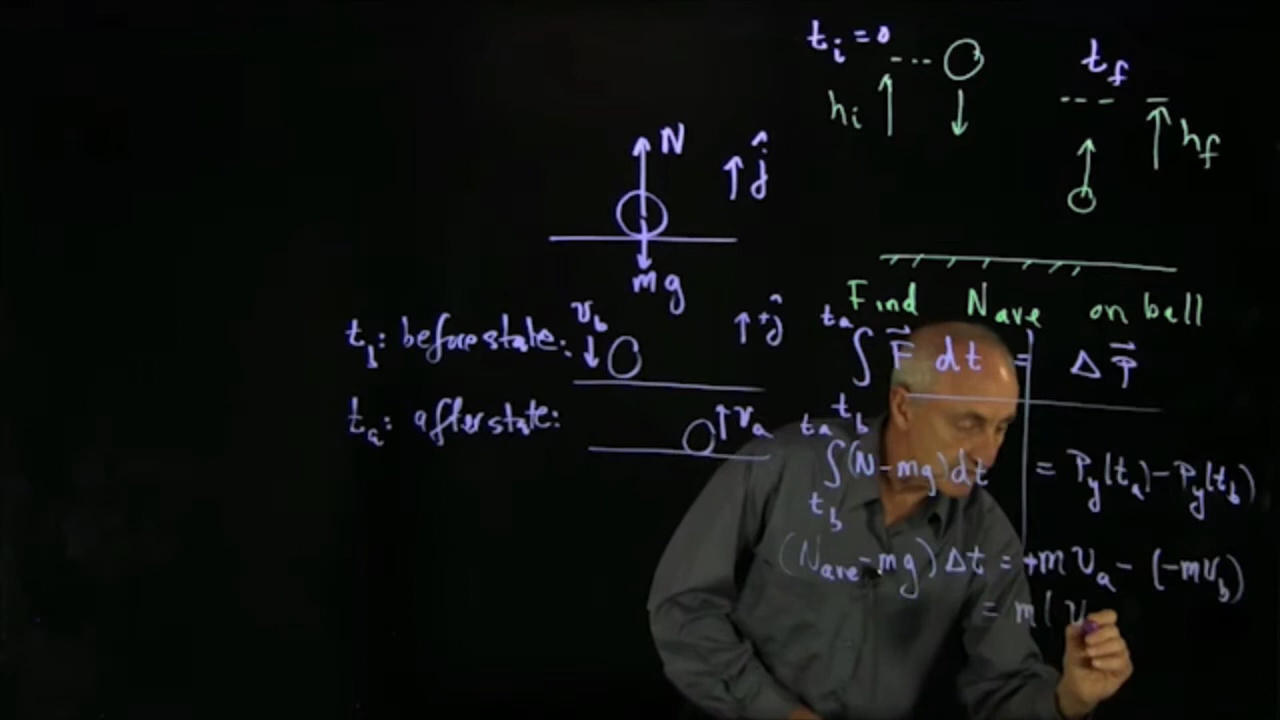 t_i = 0
h_i
t_f
h_f
N
ĵ
mg
Find N_ave on ball
t_b: before state:
v_b
+ĵ
t_a: after state:
v_a
∫_{t_b}^{t_a} F⃗ dt = ΔP⃗
∫_{t_b}^{t_a} (N-mg)dt = P_y(t_a) - P_y(t_b)
(N_ave - mg)Δt = +m v_a - (-m v_b)
= m( v